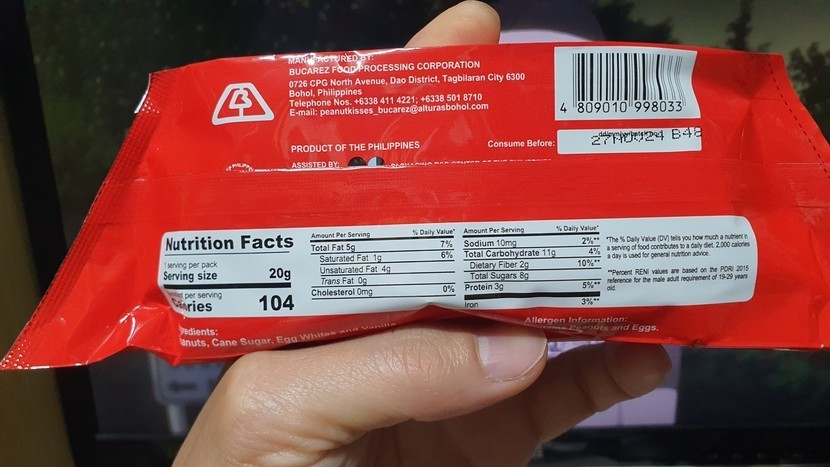 MANUFACTURED BY:
BUCAREZ FOOD PROCESSING CORPORATION
0726 CPG North Avenue, Dao District, Tagbilaran City 6300
Bohol, Philippines
Telephone Nos. +6338 411 4221; +6338 501 8710
E-mail: peanutkisses_bucarez@alturasbohol.com
4 809010 998033
PRODUCT OF THE PHILIPPINES
Consume Before:
B48
ASSISTED BY:
Nutrition Facts
1 serving per pack
Serving size 20g
per serving
104
Amount Per Serving % Daily Value*
Total Fat 5g 7%
Saturated Fat 1g 6%
Unsaturated Fat 4g
Trans Fat 0g
Cholesterol 0mg 0%
Amount Per Serving % Daily Value*
Sodium 10mg 2%**
Total Carbohydrate 11g 4%
Dietary Fiber 2g 10%**
Total Sugars 8g
Protein 3g 5%**
Iron 3%**
*The % Daily Value (DV) tells you how much a nutrient in
a serving of food contributes to a daily diet. 2,000 calories
a day is used for general nutrition advice.
**Percent RENI values are based on the PDRI 2015
reference for the male adult requirement of 19-29 years
old.
Cane Sugar, Egg Whites and Vanilla
Allergen Information:
Peanuts and Eggs.